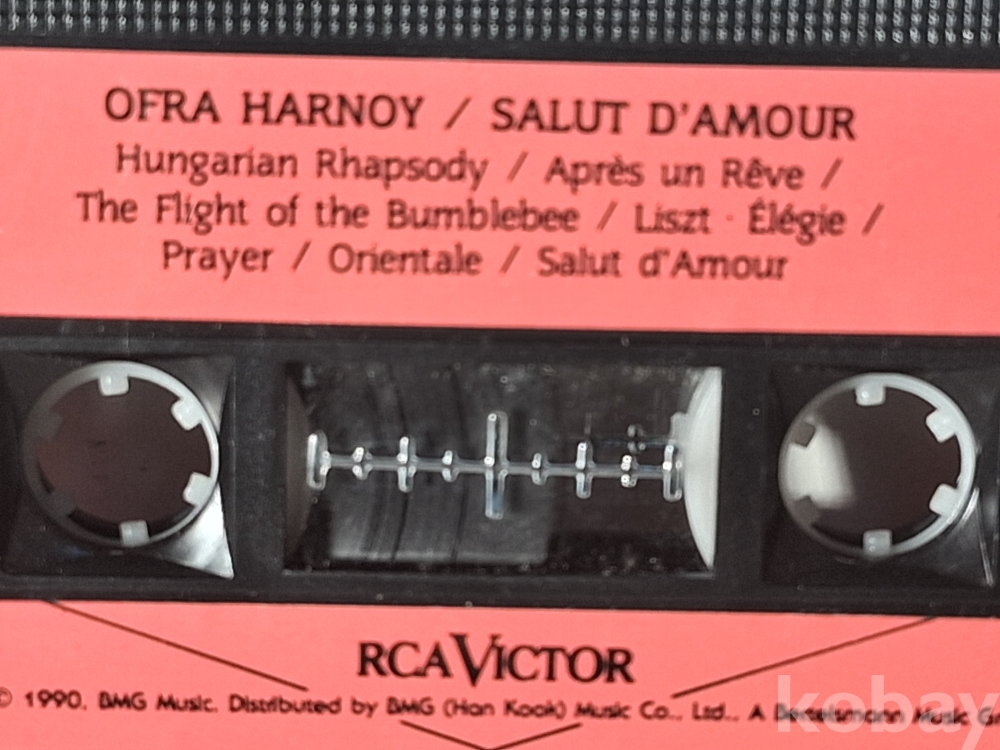 OFRA HARNOY / SALUT D'AMOUR
Hungarian Rhapsody / Après un Rêve /
The Flight of the Bumblebee / Liszt · Élégie /
Prayer / Orientale / Salut d'Amour
RCA VICTOR
© 1990, BMG Music. Distributed by BMG (Han Kook) Music Co., Ltd., A Bertelsmann Music
kobay